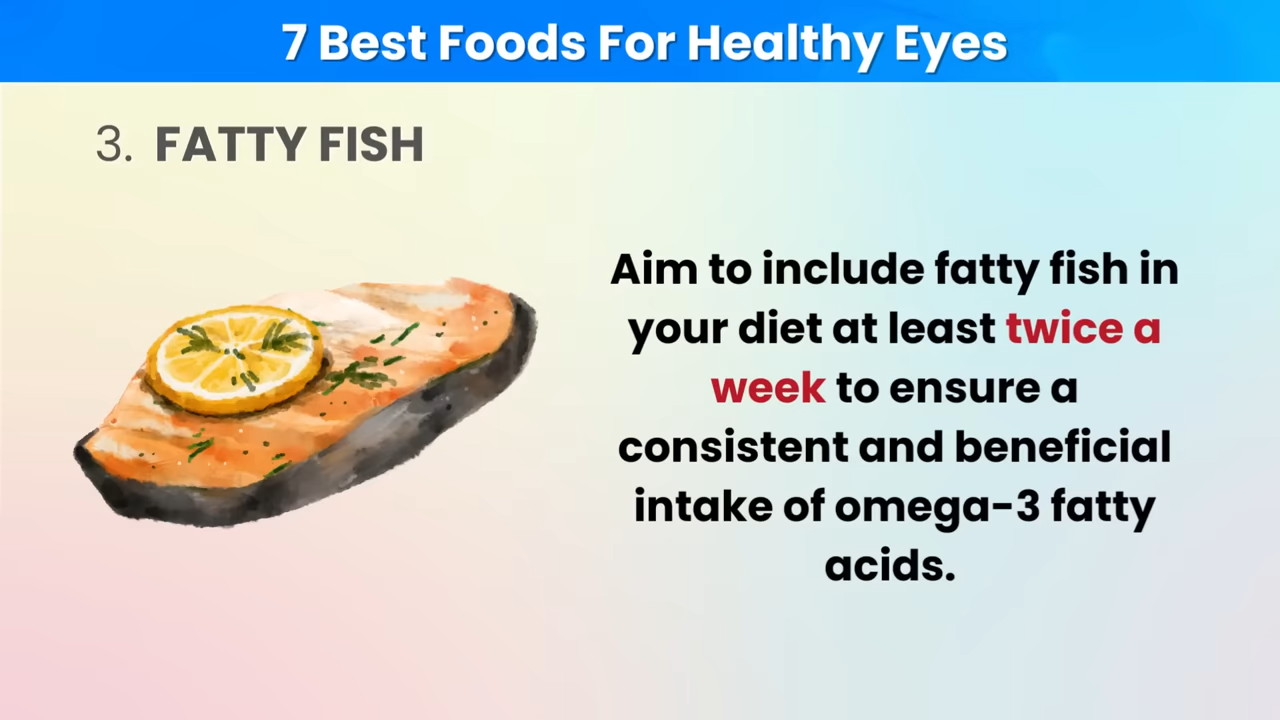 7 Best Foods For Healthy Eyes
3. FATTY FISH
Aim to include fatty fish in
your diet at least twice a
week to ensure a
consistent and beneficial
intake of omega-3 fatty
acids.